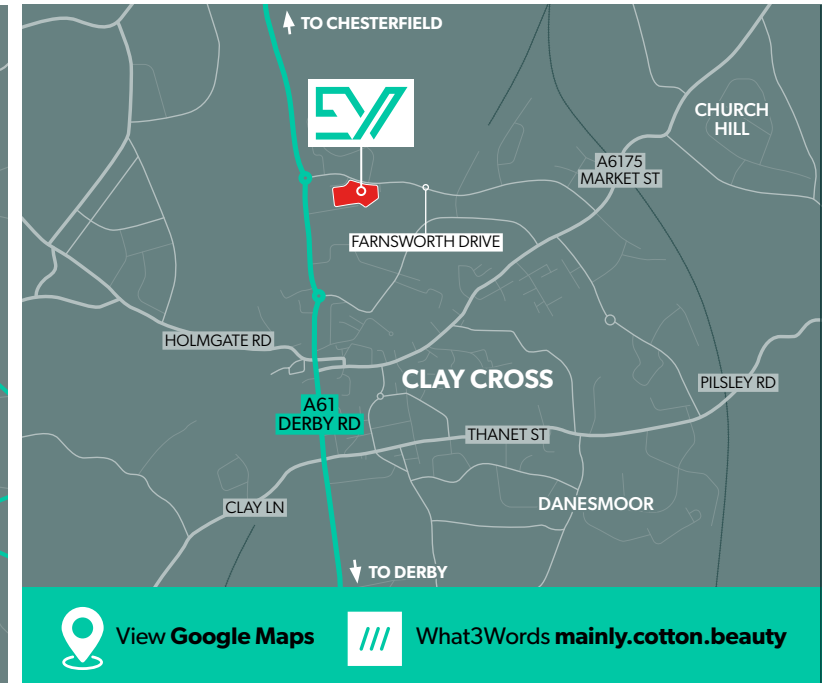 TO CHESTERFIELD
CHURCH
HILL
A6175
MARKET ST
FARNSWORTH DRIVE
HOLMGATE RD
CLAY CROSS
PILSLEY RD
A61
DERBY RD
THANET ST
CLAY LN
DANESMOOR
TO DERBY
View Google Maps
What3Words mainly.cotton.beauty